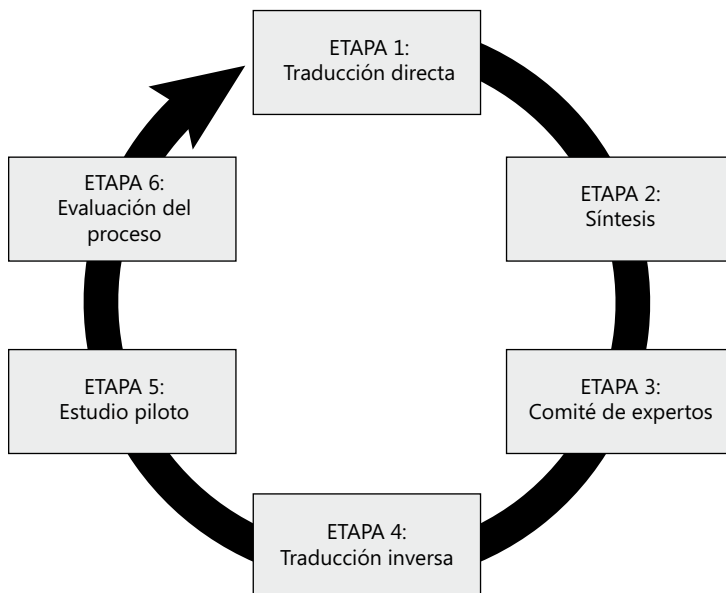 ETAPA 1:
Traducción directa
ETAPA 2:
Síntesis
ETAPA 3:
Comité de expertos
ETAPA 4:
Traducción inversa
ETAPA 5:
Estudio piloto
ETAPA 6:
Evaluación del
proceso